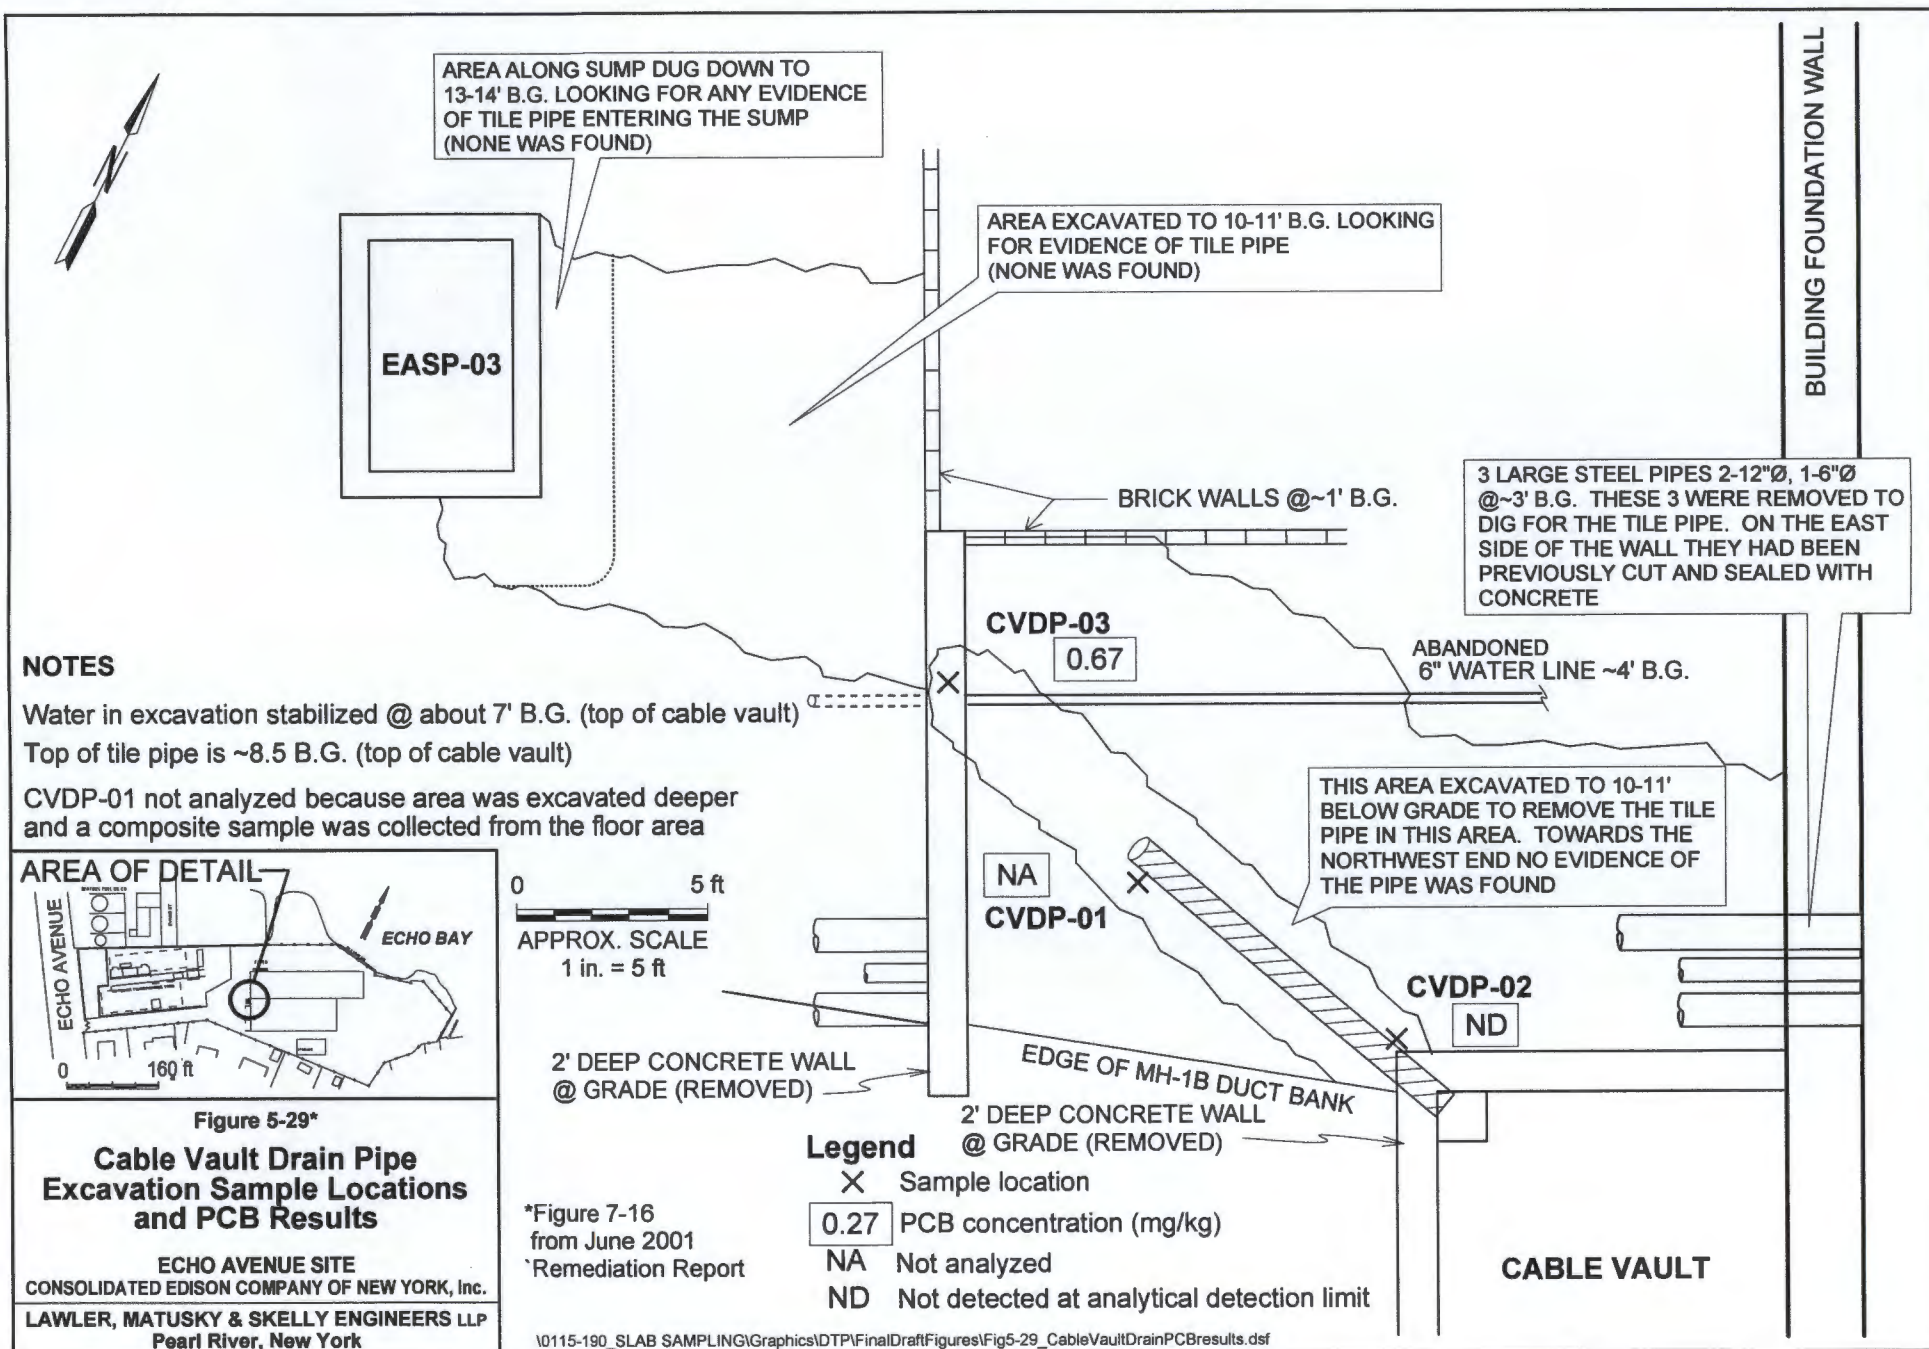 AREA ALONG SUMP DUG DOWN TO
13-14' B.G. LOOKING FOR ANY EVIDENCE
OF TILE PIPE ENTERING THE SUMP
(NONE WAS FOUND)
N
AREA EXCAVATED TO 10-11' B.G. LOOKING
FOR EVIDENCE OF TILE PIPE
(NONE WAS FOUND)
BUILDING FOUNDATION WALL
EASP-03
BRICK WALLS @~1' B.G.
3 LARGE STEEL PIPES 2-12"Ø, 1-6"Ø
@~3' B.G. THESE 3 WERE REMOVED TO
DIG FOR THE TILE PIPE. ON THE EAST
SIDE OF THE WALL THEY HAD BEEN
PREVIOUSLY CUT AND SEALED WITH
CONCRETE
CVDP-03
0.67
ABANDONED
6" WATER LINE ~4' B.G.
NOTES
Water in excavation stabilized @ about 7' B.G. (top of cable vault)
Top of tile pipe is ~8.5 B.G. (top of cable vault)
CVDP-01 not analyzed because area was excavated deeper
and a composite sample was collected from the floor area
THIS AREA EXCAVATED TO 10-11'
BELOW GRADE TO REMOVE THE TILE
PIPE IN THIS AREA. TOWARDS THE
NORTHWEST END NO EVIDENCE OF
THE PIPE WAS FOUND
NA
CVDP-01
CVDP-02
ND
AREA OF DETAIL
ECHO AVENUE
ECHO BAY
0 160 ft
0 5 ft
APPROX. SCALE
1 in. = 5 ft
2' DEEP CONCRETE WALL
@ GRADE (REMOVED)
EDGE OF MH-1B DUCT BANK
2' DEEP CONCRETE WALL
@ GRADE (REMOVED)
Figure 5-29*
Cable Vault Drain Pipe
Excavation Sample Locations
and PCB Results
ECHO AVENUE SITE
CONSOLIDATED EDISON COMPANY OF NEW YORK, Inc.
LAWLER, MATUSKY & SKELLY ENGINEERS LLP
Pearl River, New York
*Figure 7-16
from June 2001
`Remediation Report
Legend
X Sample location
0.27 PCB concentration (mg/kg)
NA Not analyzed
ND Not detected at analytical detection limit
CABLE VAULT
\0115-190_SLAB SAMPLING\Graphics\DTP\FinalDraftFigures\Fig5-29_CableVaultDrainPCBresults.dsf